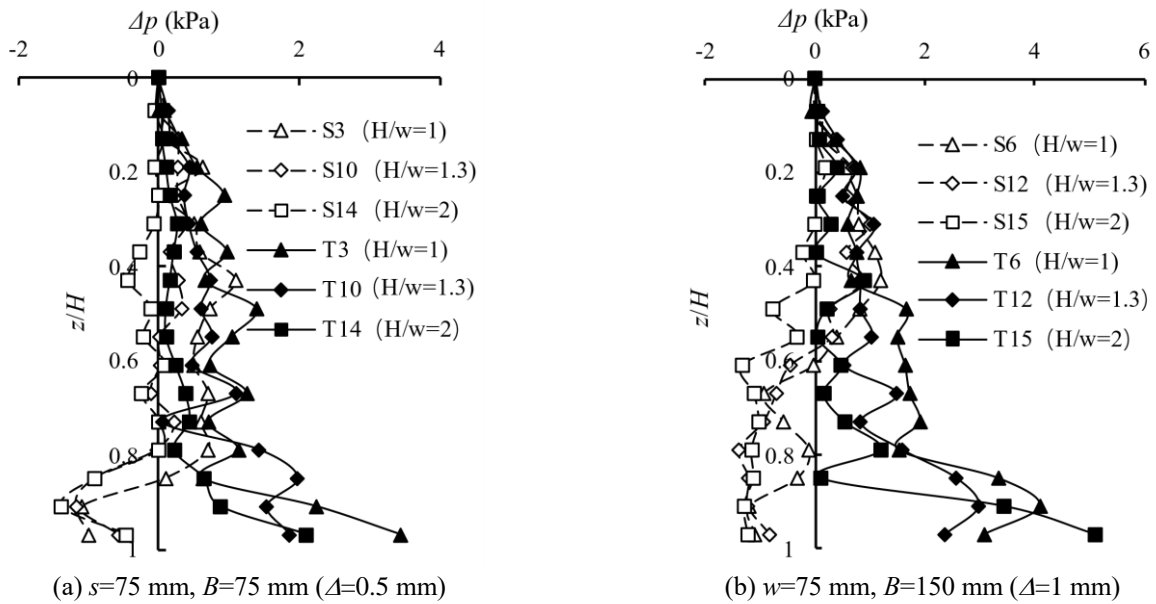 Δp (kPa)
-2 0 2 4
0
0.2
0.4
0.6
0.8
1
z/H
S3 (H/w=1)
S10 (H/w=1.3)
S14 (H/w=2)
T3 (H/w=1)
T10 (H/w=1.3)
T14 (H/w=2)
(a) s=75 mm, B=75 mm (Δ=0.5 mm)
Δp (kPa)
-2 0 2 4 6
0
0.2
0.4
0.6
0.8
1
z/H
S6 (H/w=1)
S12 (H/w=1.3)
S15 (H/w=2)
T6 (H/w=1)
T12 (H/w=1.3)
T15 (H/w=2)
(b) w=75 mm, B=150 mm (Δ=1 mm)